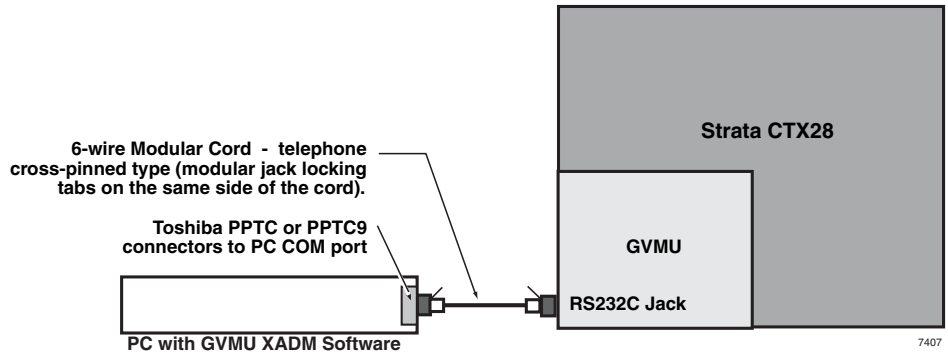 Strata CTX28
6-wire Modular Cord - telephone
cross-pinned type (modular jack locking
tabs on the same side of the cord).
Toshiba PPTC or PPTC9
connectors to PC COM port
GVMU
RS232C Jack
PC with GVMU XADM Software
7407